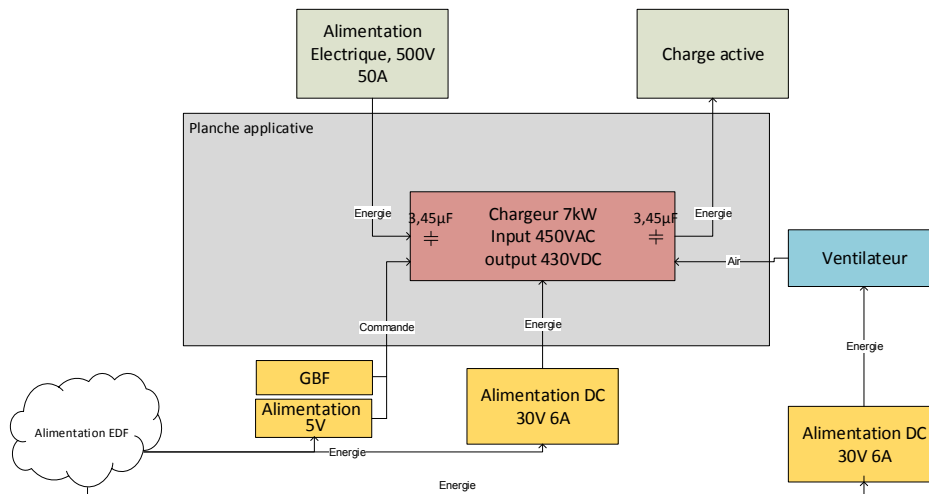 Alimentation
Electrique, 500V
50A
Charge active
Planche applicative
Energie
Energie
3,45µF
Chargeur 7kW
Input 450VAC
output 430VDC
3,45µF
Air
Ventilateur
Commande
Energie
Energie
GBF
Alimentation
5V
Alimentation DC
30V 6A
Alimentation DC
30V 6A
Alimentation EDF
Energie
Energie